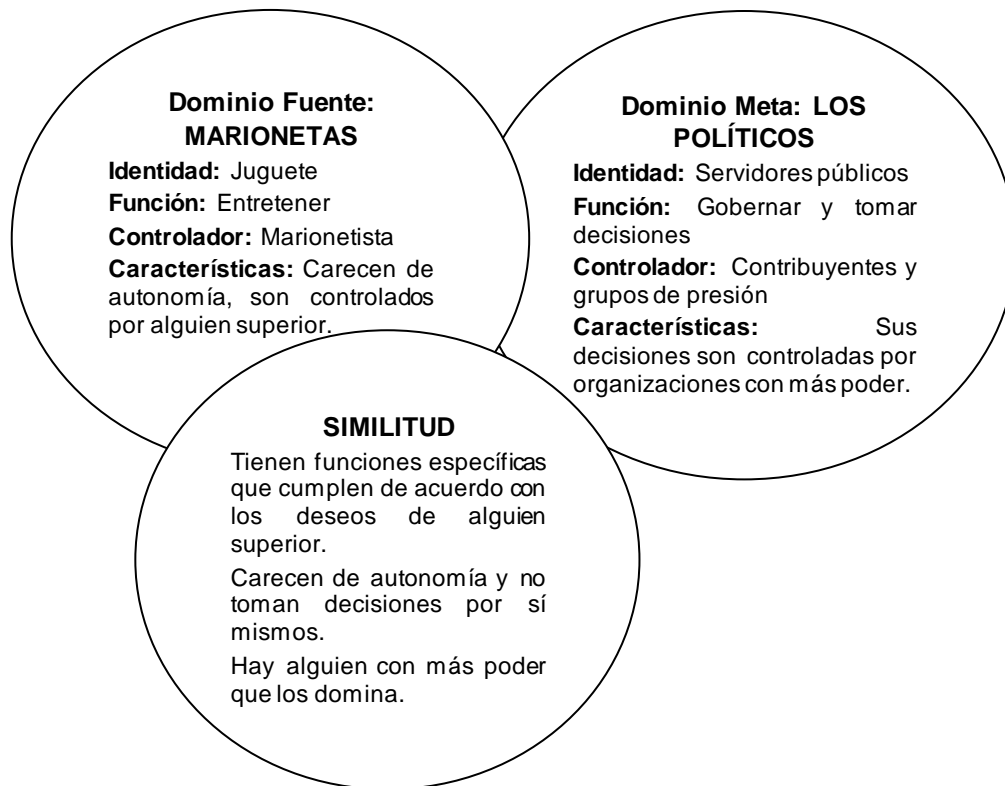 Dominio Fuente:
MARIONETAS
Identidad: Juguete
Función: Entretener
Controlador: Marionetista
Características: Carecen de
autonomía, son controlados
por alguien superior.
Dominio Meta: LOS
POLÍTICOS
Identidad: Servidores públicos
Función: Gobernar y tomar
decisiones
Controlador: Contribuyentes y
grupos de presión
Características: Sus
decisiones son controladas por
organizaciones con más poder.
SIMILITUD
Tienen funciones específicas
que cumplen de acuerdo con
los deseos de alguien
superior.
Carecen de autonomía y no
toman decisiones por sí
mismos.
Hay alguien con más poder
que los domina.